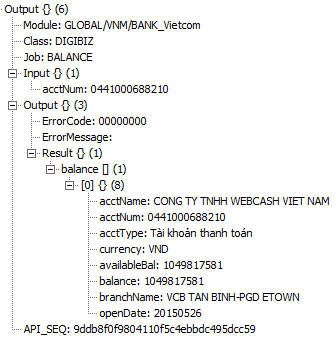 Output {} (6)
Module: GLOBAL/VNM/BANK_Vietcom
Class: DIGIBIZ
Job: BALANCE
Input {} (1)
acctNum: 0441000688210
Output {} (3)
ErrorCode: 00000000
ErrorMessage:
Result {} (1)
balance [] (1)
[0] {} (8)
acctName: CONG TY TNHH WEBCASH VIET NAM
acctNum: 0441000688210
acctType: Tài khoản thanh toán
currency: VND
availableBal: 1049817581
balance: 1049817581
branchName: VCB TAN BINH-PGD ETOWN
openDate: 20150526
API_SEQ: 9ddb8f0f9804110f5c4ebbdc495dcc59